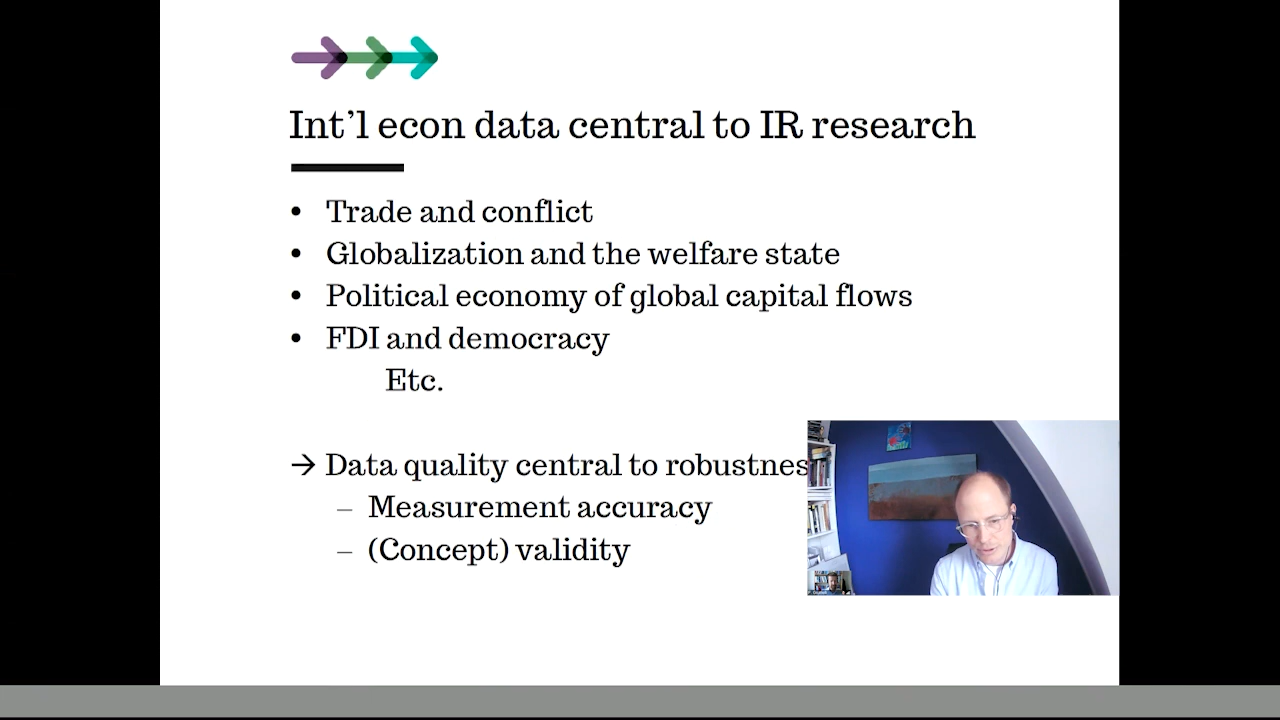 Int'l econ data central to IR research
• Trade and conflict
• Globalization and the welfare state
• Political economy of global capital flows
• FDI and democracy
Etc.
→ Data quality central to robustnes
– Measurement accuracy
– (Concept) validity